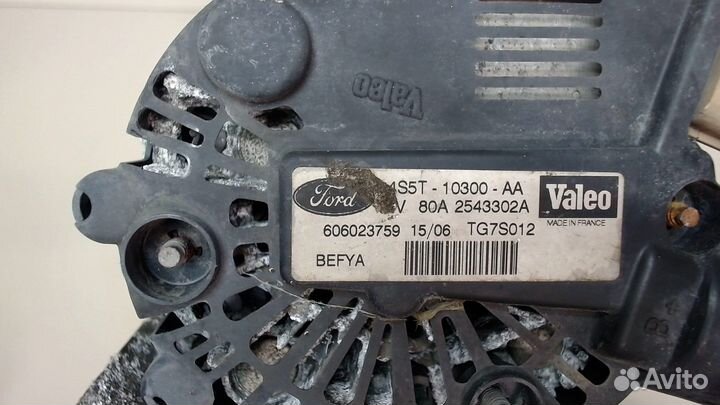 Valeo
Ford
4S5T - 10300 - AA
V 80A 2543302A
606023759 15/06 TG7S012
BEFYA
Valeo
MADE IN FRANCE
Avito